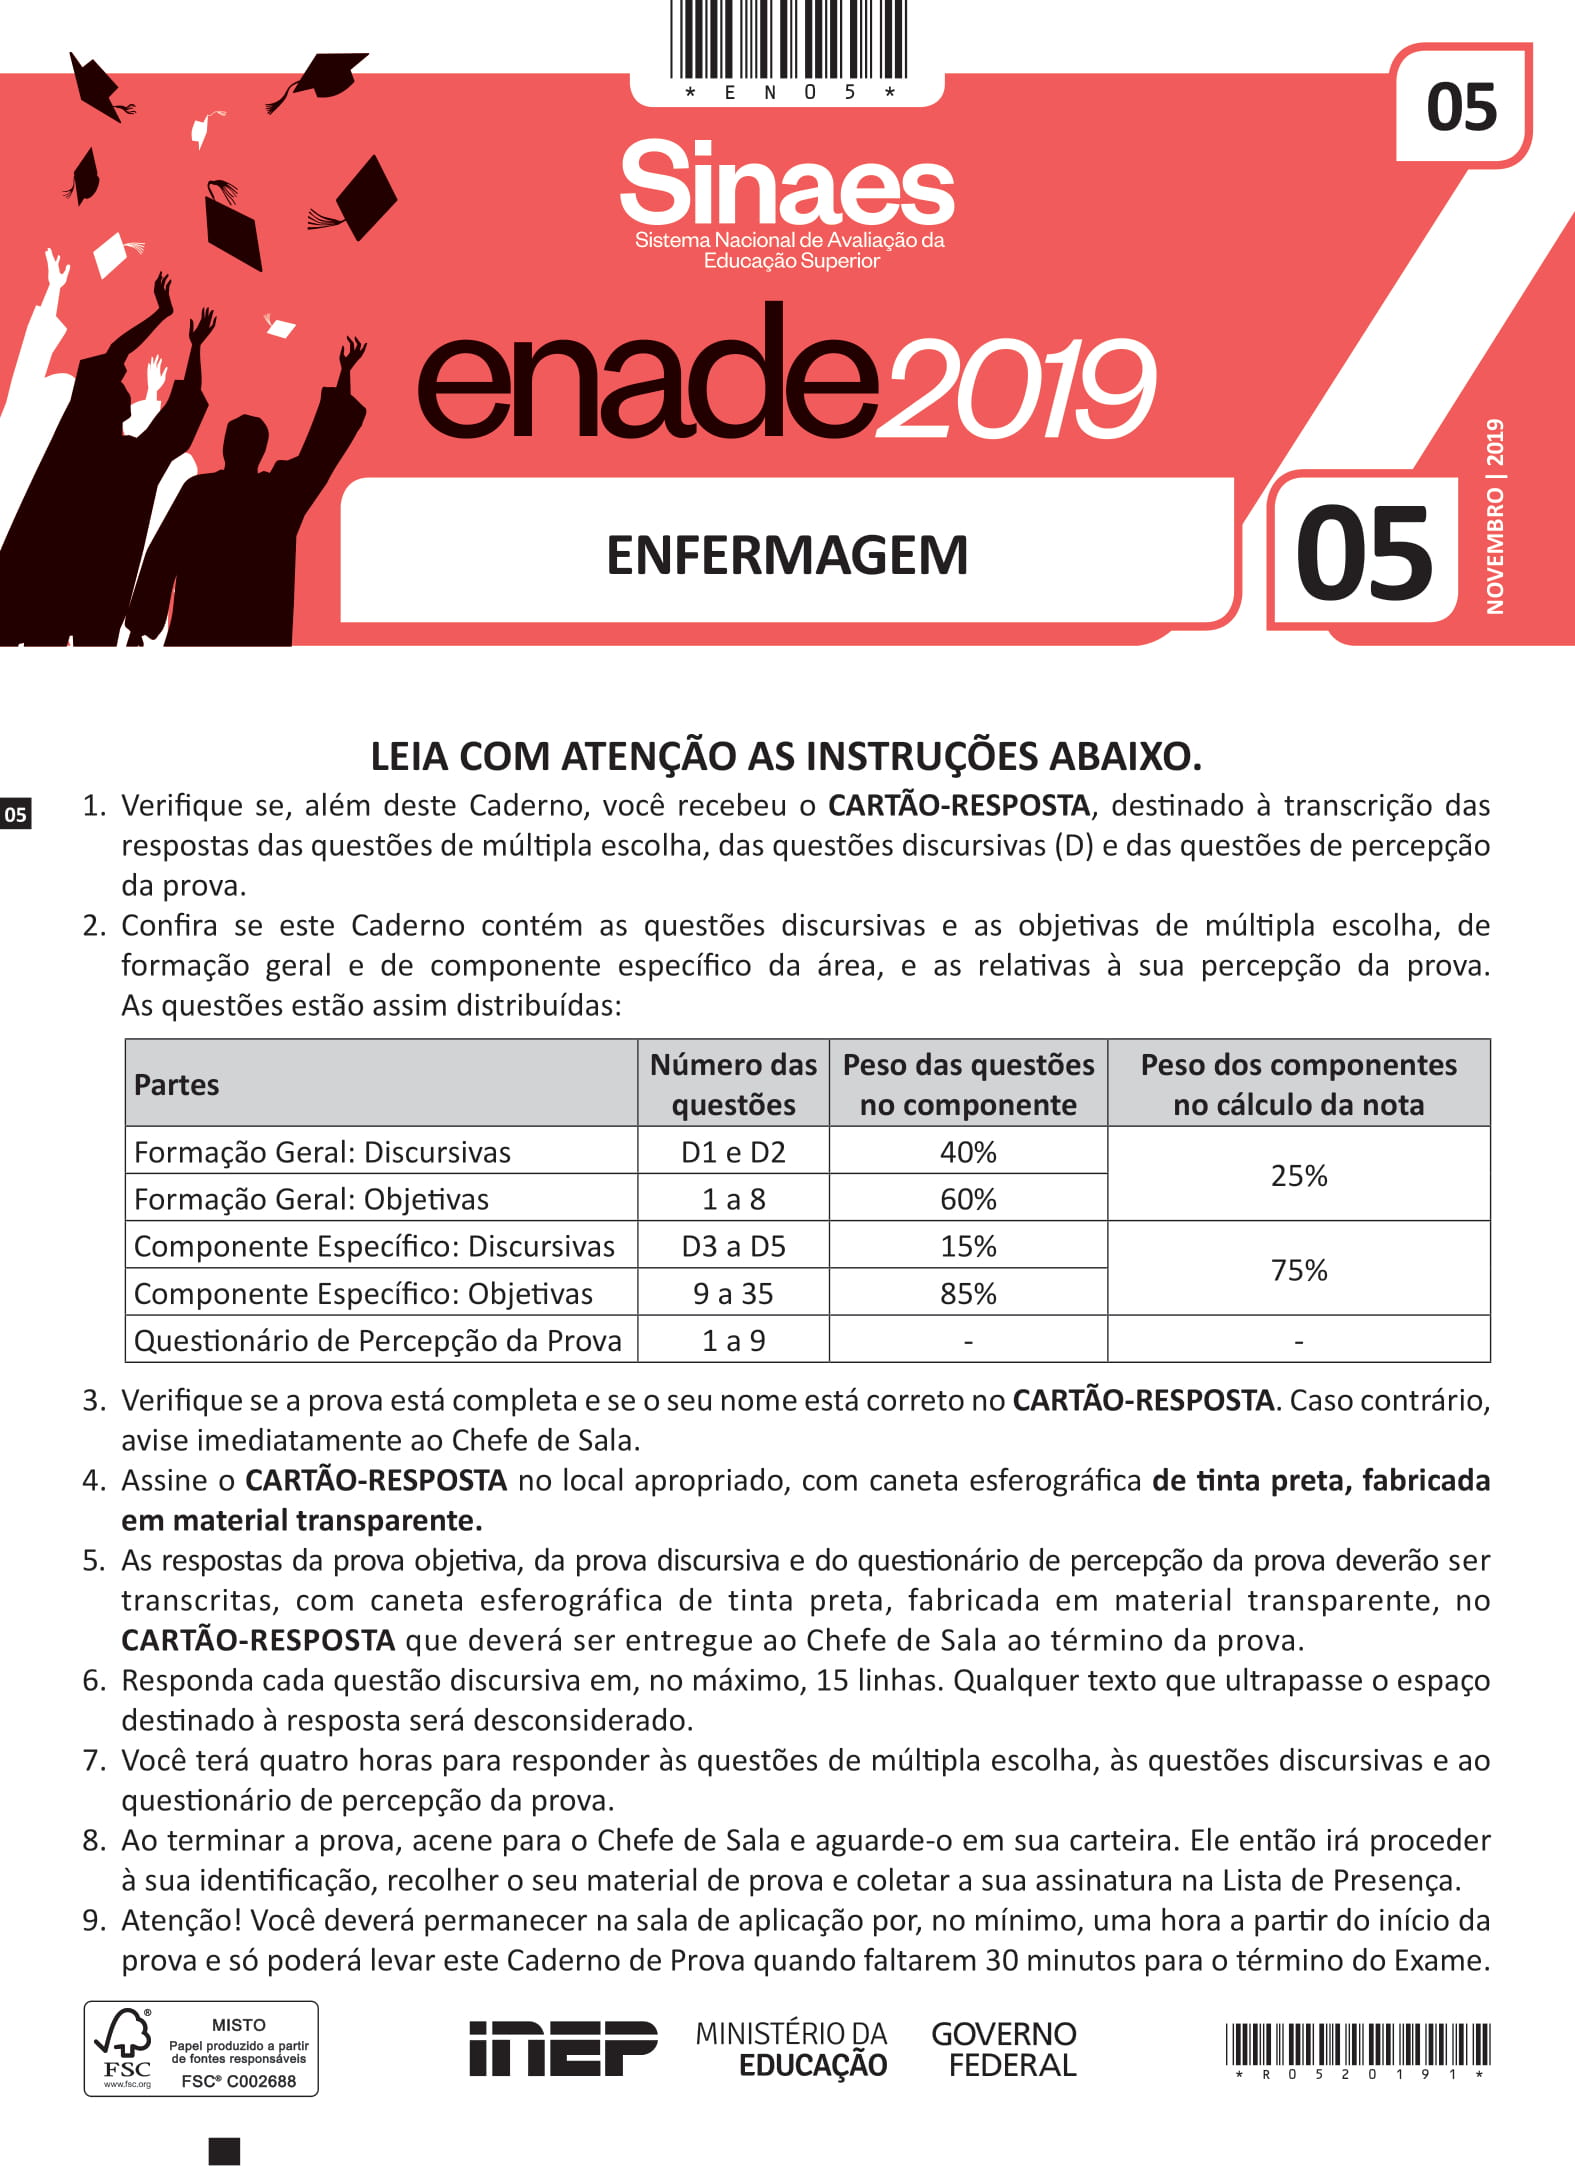 * E N 0 5 *
05
Sinaes
Sistema Nacional de Avaliação da
Educação Superior
enade2019
ENFERMAGEM
05
NOVEMBRO | 2019
LEIA COM ATENÇÃO AS INSTRUÇÕES ABAIXO.
05
1. Verifique se, além deste Caderno, você recebeu o CARTÃO-RESPOSTA, destinado à transcrição das
respostas das questões de múltipla escolha, das questões discursivas (D) e das questões de percepção
da prova.
2. Confira se este Caderno contém as questões discursivas e as objetivas de múltipla escolha, de
formação geral e de componente específico da área, e as relativas à sua percepção da prova.
As questões estão assim distribuídas:
Partes Número das questões Peso das questões no componente Peso dos componentes no cálculo da nota
Formação Geral: Discursivas D1 e D2 40% 25%
Formação Geral: Objetivas 1 a 8 60%
Componente Específico: Discursivas D3 a D5 15% 75%
Componente Específico: Objetivas 9 a 35 85%
Questionário de Percepção da Prova 1 a 9 - -
3. Verifique se a prova está completa e se o seu nome está correto no CARTÃO-RESPOSTA. Caso contrário,
avise imediatamente ao Chefe de Sala.
4. Assine o CARTÃO-RESPOSTA no local apropriado, com caneta esferográfica de tinta preta, fabricada
em material transparente.
5. As respostas da prova objetiva, da prova discursiva e do questionário de percepção da prova deverão ser
transcritas, com caneta esferográfica de tinta preta, fabricada em material transparente, no
CARTÃO-RESPOSTA que deverá ser entregue ao Chefe de Sala ao término da prova.
6. Responda cada questão discursiva em, no máximo, 15 linhas. Qualquer texto que ultrapasse o espaço
destinado à resposta será desconsiderado.
7. Você terá quatro horas para responder às questões de múltipla escolha, às questões discursivas e ao
questionário de percepção da prova.
8. Ao terminar a prova, acene para o Chefe de Sala e aguarde-o em sua carteira. Ele então irá proceder
à sua identificação, recolher o seu material de prova e coletar a sua assinatura na Lista de Presença.
9. Atenção! Você deverá permanecer na sala de aplicação por, no mínimo, uma hora a partir do início da
prova e só poderá levar este Caderno de Prova quando faltarem 30 minutos para o término do Exame.
®
FSC
www.fsc.org
MISTO
Papel produzido a partir
de fontes responsáveis
FSC® C002688
INEP
MINISTÉRIO DA
EDUCAÇÃO
GOVERNO
FEDERAL
* R 0 5 2 0 1 9 1 *